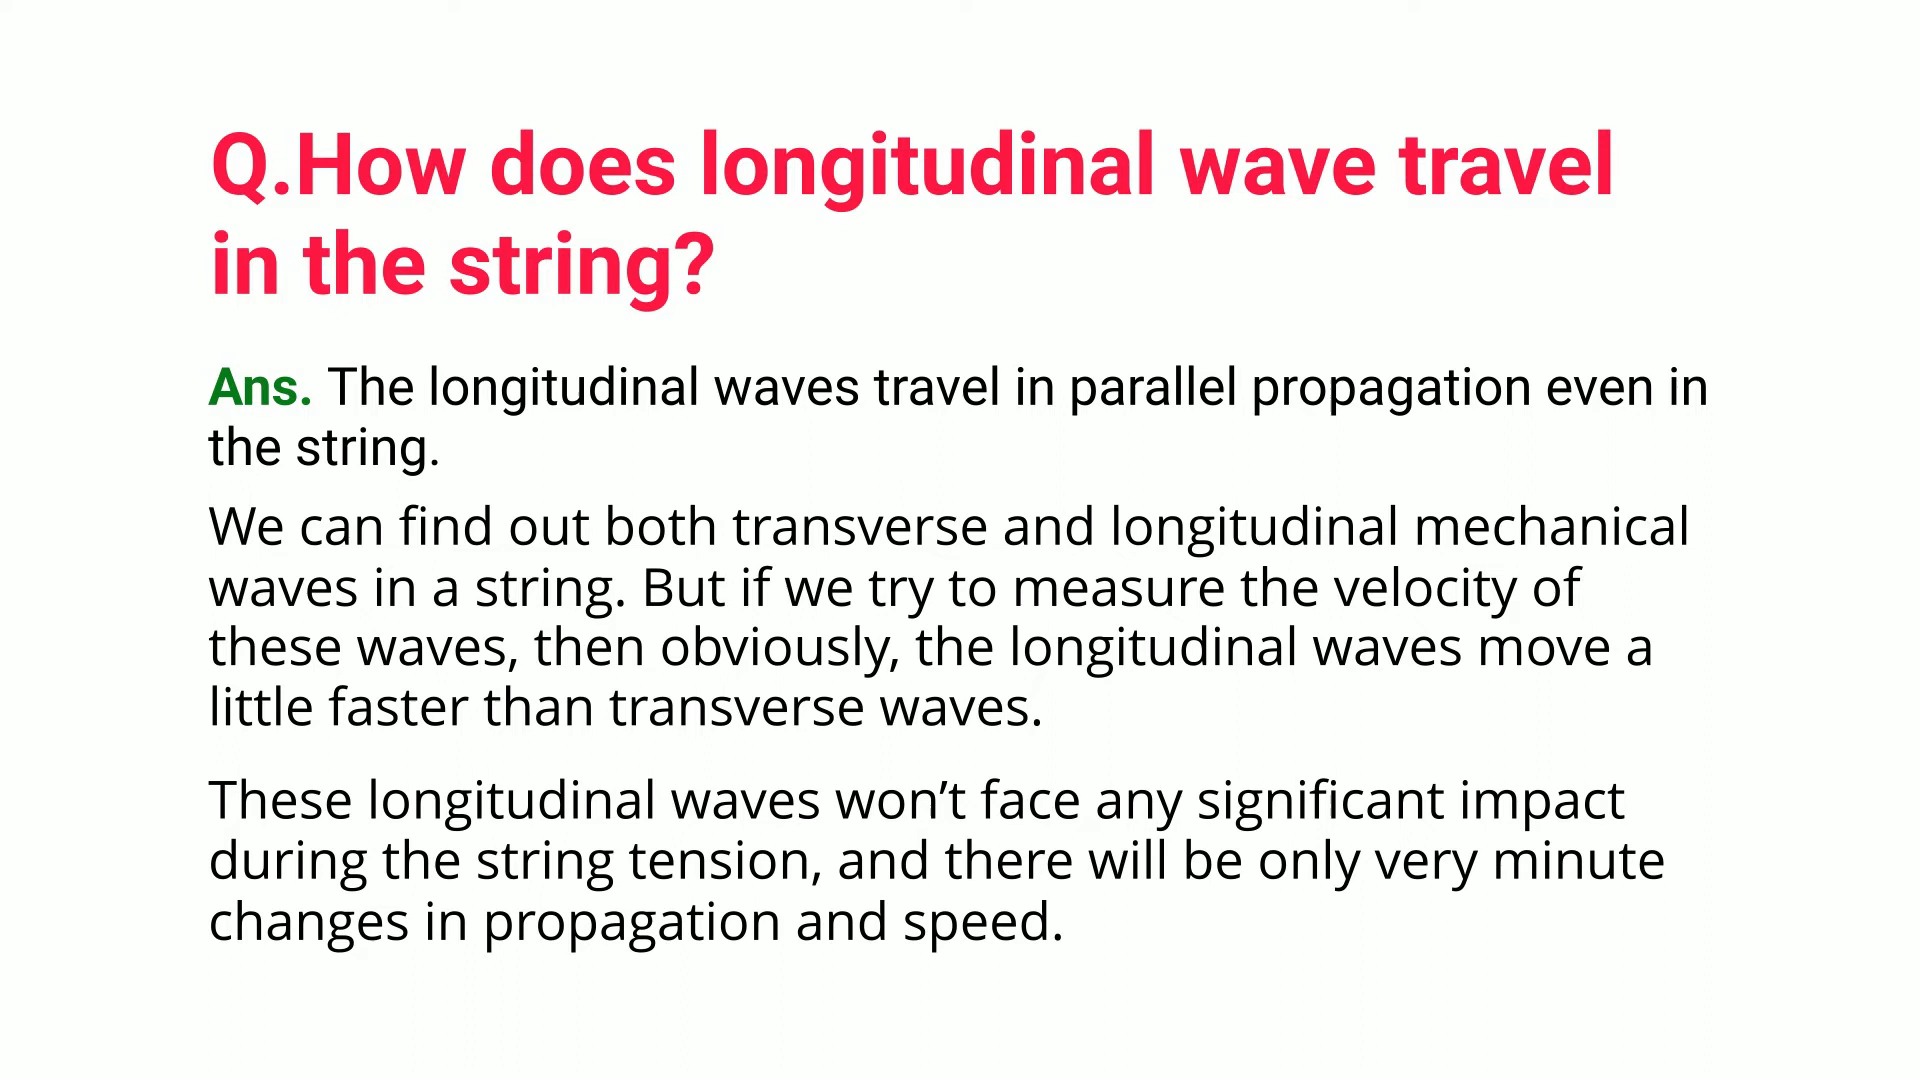 Q.How does longitudinal wave travel
in the string?
Ans. The longitudinal waves travel in parallel propagation even in
the string.
We can find out both transverse and longitudinal mechanical
waves in a string. But if we try to measure the velocity of
these waves, then obviously, the longitudinal waves move a
little faster than transverse waves.
These longitudinal waves won’t face any significant impact
during the string tension, and there will be only very minute
changes in propagation and speed.